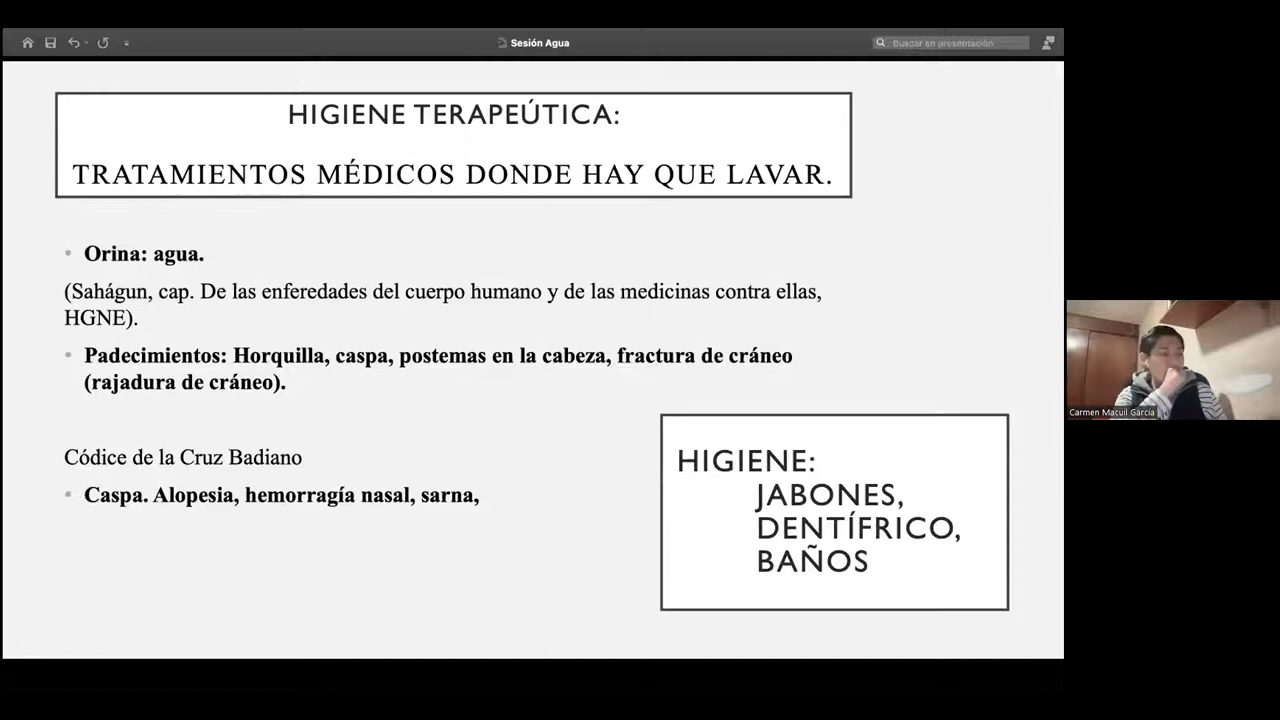 Sesión Agua
Buscar en presentación
HIGIENE TERAPEÚTICA:
TRATAMIENTOS MÉDICOS DONDE HAY QUE LAVAR.
• Orina: agua.
(Sahágun, cap. De las enferedades del cuerpo humano y de las medicinas contra ellas,
HGNE).
• Padecimientos: Horquilla, caspa, postemas en la cabeza, fractura de cráneo
(rajadura de cráneo).
Códice de la Cruz Badiano
• Caspa. Alopesia, hemorragía nasal, sarna,
HIGIENE:
JABONES,
DENTÍFRICO,
BAÑOS
Carmen Macuil García